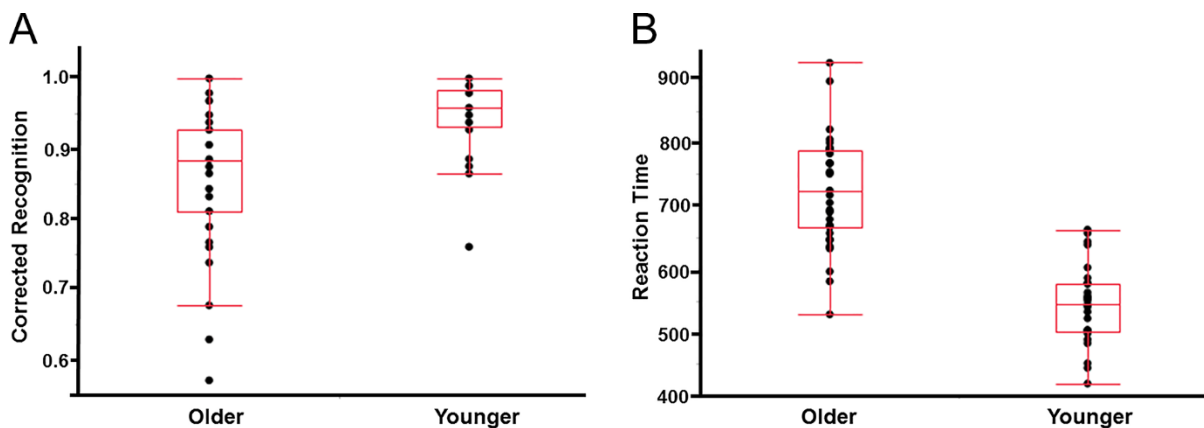 A
Corrected Recognition
1.0
0.9
0.8
0.7
0.6
Older
Younger
B
Reaction Time
900
800
700
600
500
400
Older
Younger